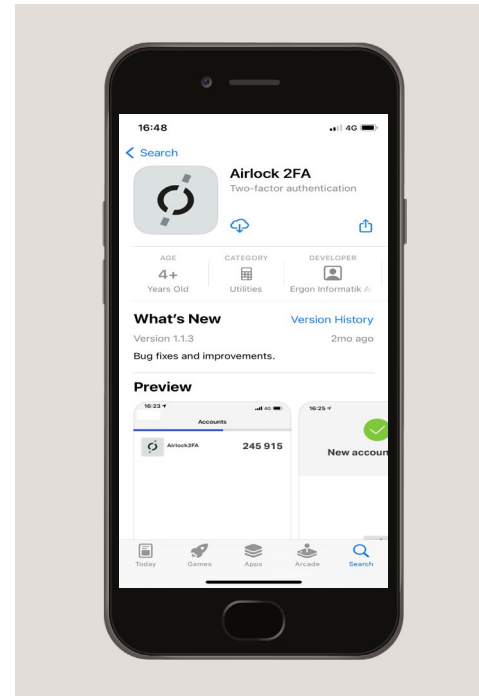 16:48 4G
Search
Airlock 2FA
Two-factor authentication
AGE CATEGORY DEVELOPER
4+
Years Old Utilities Ergon Informatik A
What's New Version History
Version 1.1.3 2mo ago
Bug fixes and improvements.
Preview
16:23 4G 16:25
Accounts
Airlock2FA 245 915 New accoun
Today Games Apps Arcade Search